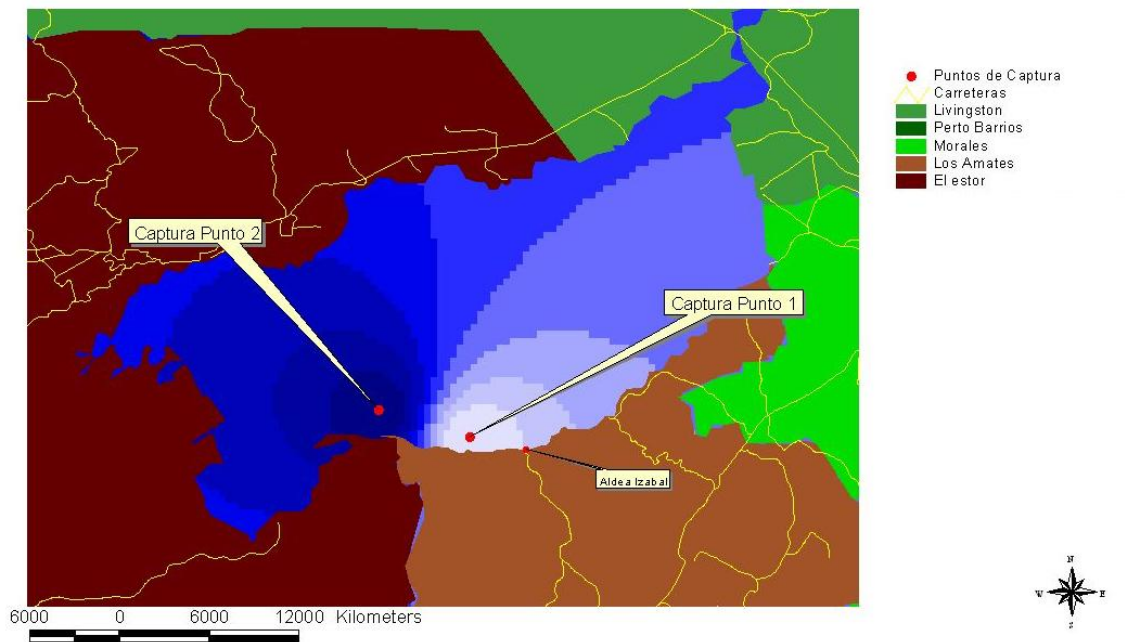 Puntos de Captura
Carreteras
Livingston
Perto Barrios
Morales
Los Amates
El estor
Captura Punto 2
Captura Punto 1
Aldea Izabal
N
W
E
S
6000 0 6000 12000 Kilometers